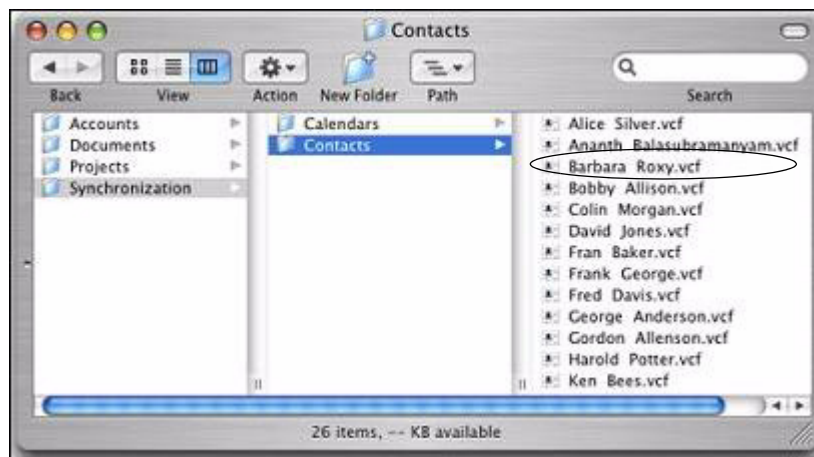 Contacts
Back View Action New Folder Path Search
Accounts
Documents
Projects
Synchronization
Calendars
Contacts
Alice Silver.vcf
Ananth Balasubramanyam.vcf
Barbara Roxy.vcf
Bobby Allison.vcf
Colin Morgan.vcf
David Jones.vcf
Fran Baker.vcf
Frank George.vcf
Fred Davis.vcf
George Anderson.vcf
Gordon Allenson.vcf
Harold Potter.vcf
Ken Bees.vcf
26 items, -- KB available